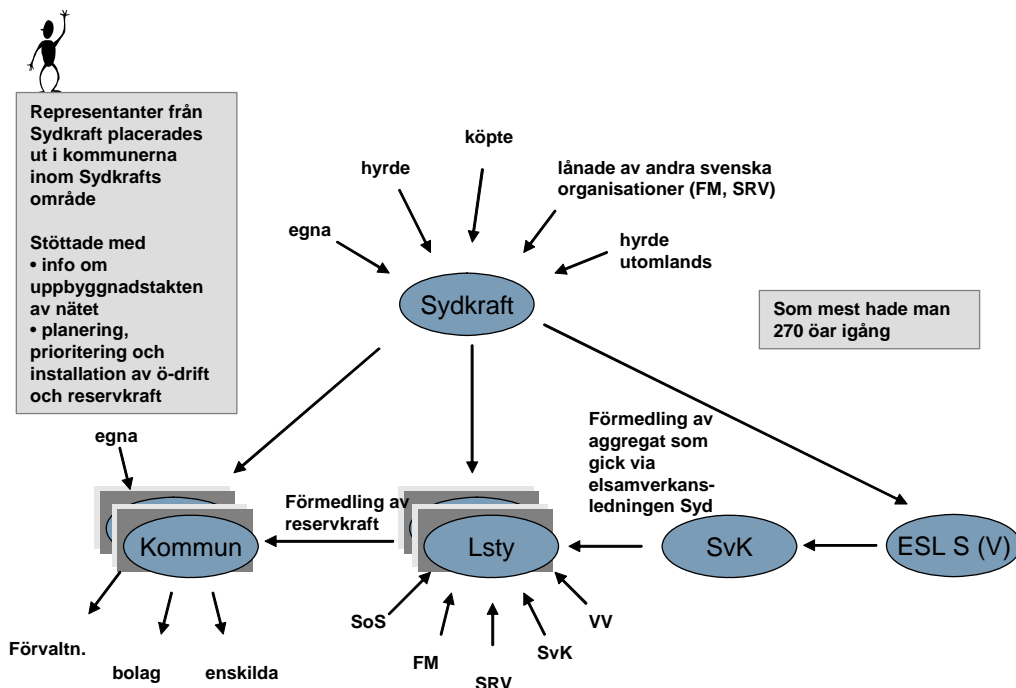 Representanter från
Sydkraft placerades
ut i kommunerna
inom Sydkrafts
område
Stöttade med
• info om
uppbyggnadstakten
av nätet
• planering,
prioritering och
installation av ö-drift
och reservkraft
egna
hyrde
köpte
lånade av andra svenska
organisationer (FM, SRV)
hyrde
utomlands
Sydkraft
Som mest hade man
270 öar igång
egna
Förmedling av
reservkraft
Förmedling av
aggregat som
gick via
elsamverkans-
ledningen Syd
Kommun
Lsty
SvK
ESL S (V)
Förvaltn.
bolag
enskilda
SoS
FM
SRV
SvK
VV